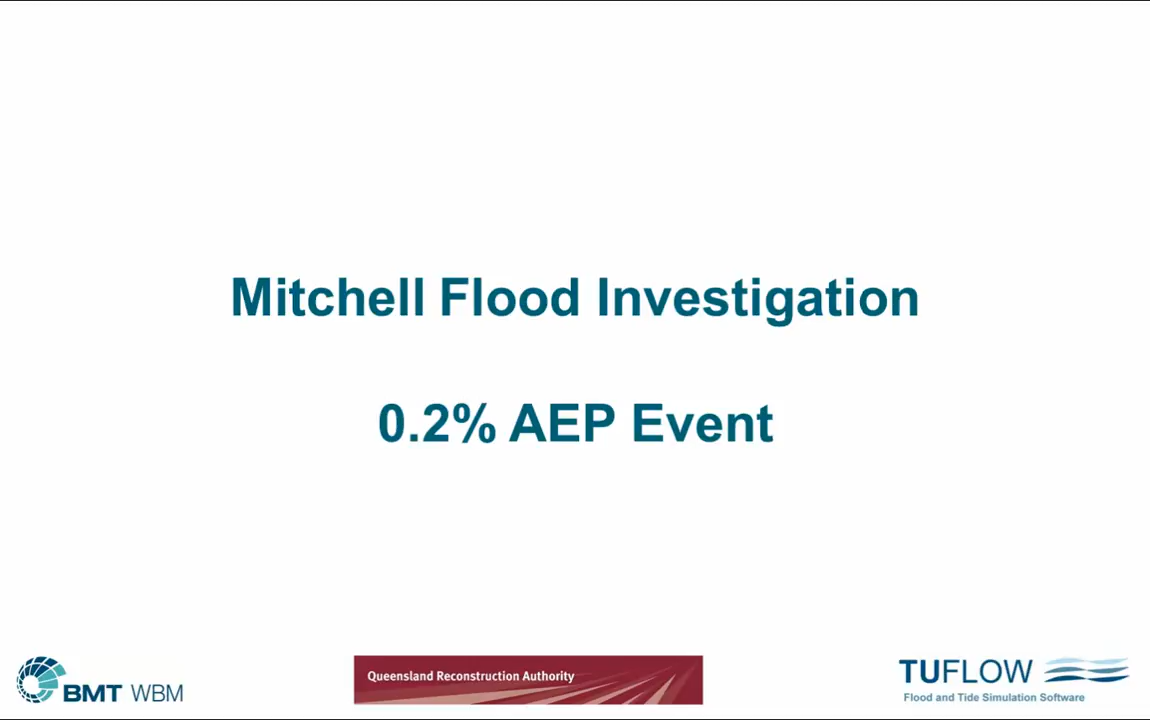 Mitchell Flood Investigation
0.2% AEP Event
BMT WBM
Queensland Reconstruction Authority
TUFLOW
Flood and Tide Simulation Software